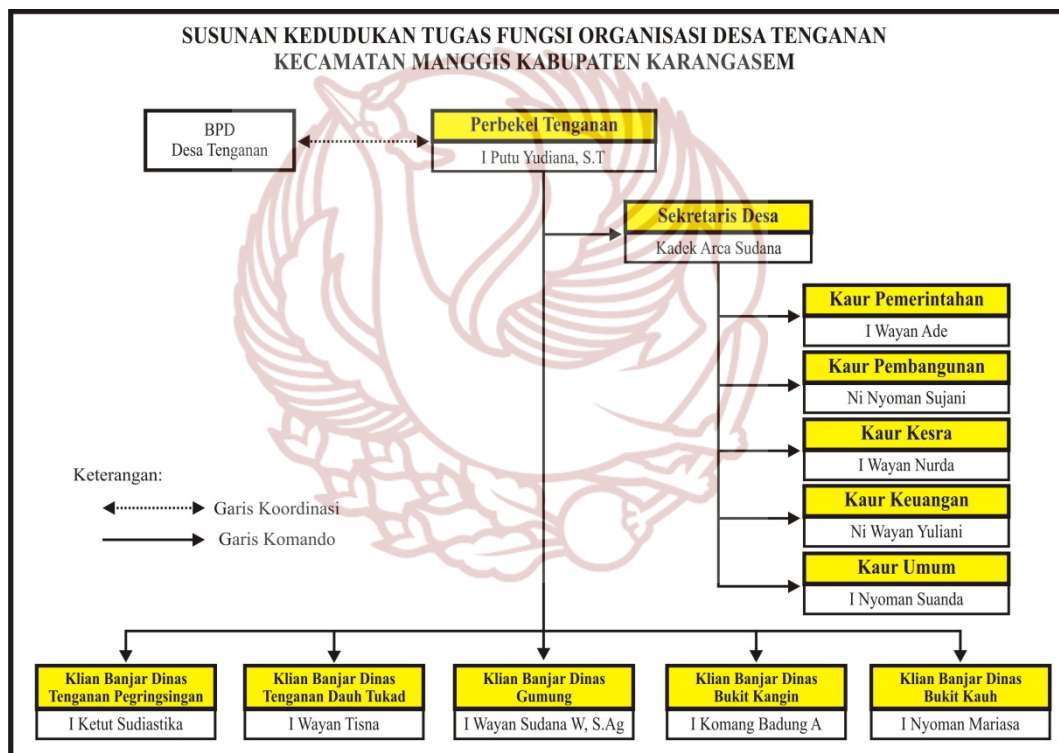 SUSUNAN KEDUDUKAN TUGAS FUNGSI ORGANISASI DESA TENGANAN
KECAMATAN MANGGIS KABUPATEN KARANGASEM
BPD
Desa Tenganan
Perbekel Tenganan
I Putu Yudiana, S.T
Sekretaris Desa
Kadek Arca Sudana
Kaur Pemerintahan
I Wayan Ade
Kaur Pembangunan
Ni Nyoman Sujani
Kaur Kesra
I Wayan Nurda
Kaur Keuangan
Ni Wayan Yuliani
Kaur Umum
I Nyoman Suanda
Keterangan:
Garis Koordinasi
Garis Komando
Klian Banjar Dinas
Tenganan Pegringsingan
I Ketut Sudiastika
Klian Banjar Dinas
Tenganan Dauh Tukad
I Wayan Tisna
Klian Banjar Dinas
Gumung
I Wayan Sudana W, S.Ag
Klian Banjar Dinas
Bukit Kangin
I Komang Badung A
Klian Banjar Dinas
Bukit Kauh
I Nyoman Mariasa